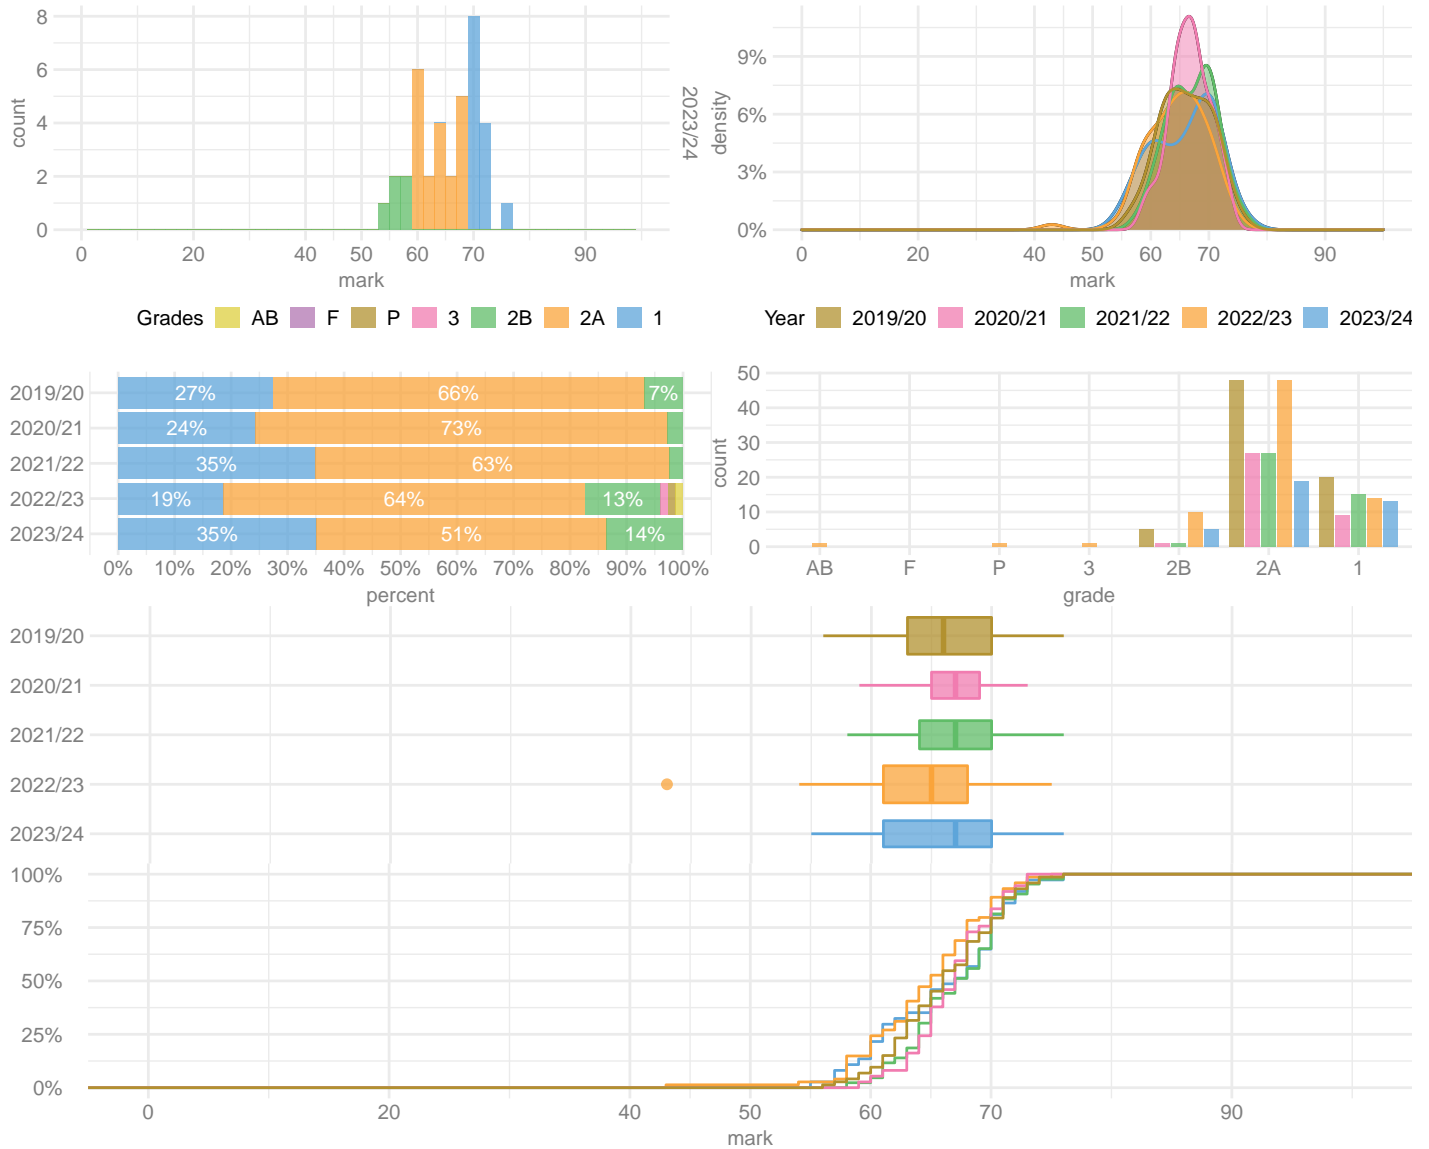 8
6
4
2
0
count
0 20 40 50 60 70 90
mark
2023/24
9%
6%
3%
0%
density
0 20 40 50 60 70 90
mark
Grades AB F P 3 2B 2A 1
Year 2019/20 2020/21 2021/22 2022/23 2023/24
2019/20 27% 66% 7%
2020/21 24% 73%
2021/22 35% 63%
2022/23 19% 64% 13%
2023/24 35% 51% 14%
0% 10% 20% 30% 40% 50% 60% 70% 80% 90% 100%
percent
50
40
30
20
10
0
count
AB F P 3 2B 2A 1
grade
2019/20
2020/21
2021/22
2022/23
2023/24
100%
75%
50%
25%
0%
0 20 40 50 60 70 90
mark